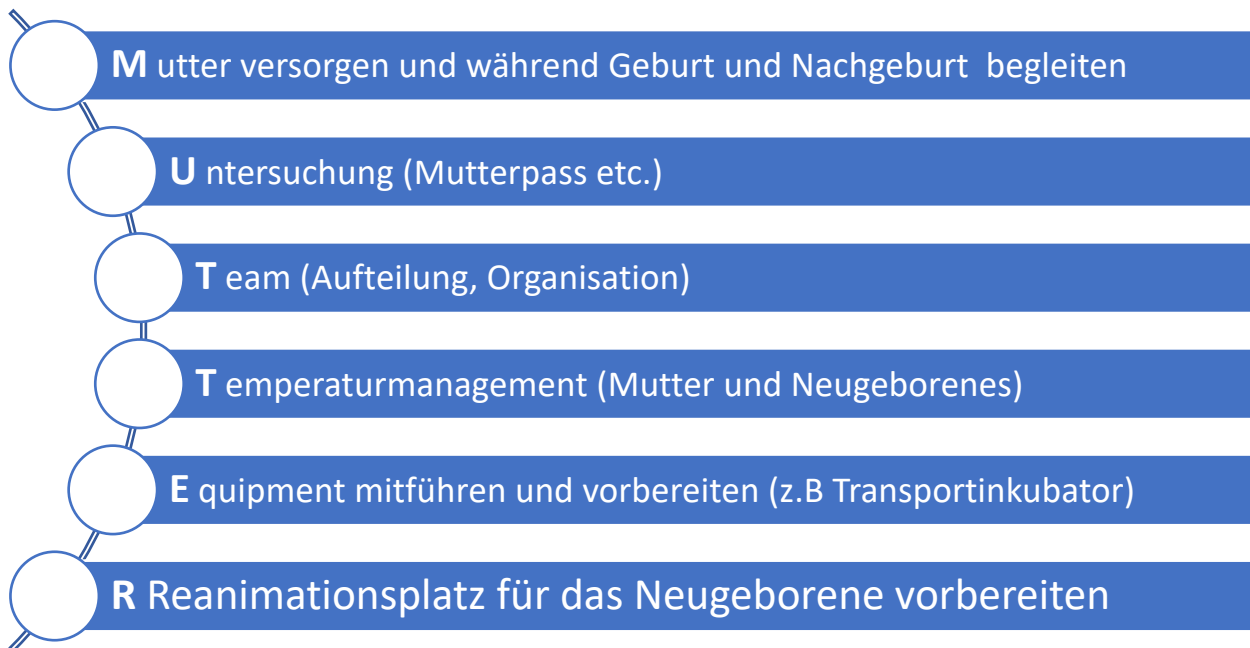 M utter versorgen und während Geburt und Nachgeburt  begleiten
U ntersuchung (Mutterpass etc.)
T eam (Aufteilung, Organisation)
T emperaturmanagement (Mutter und Neugeborenes)
E quipment mitführen und vorbereiten (z.B Transportinkubator)
R Reanimationsplatz für das Neugeborene vorbereiten